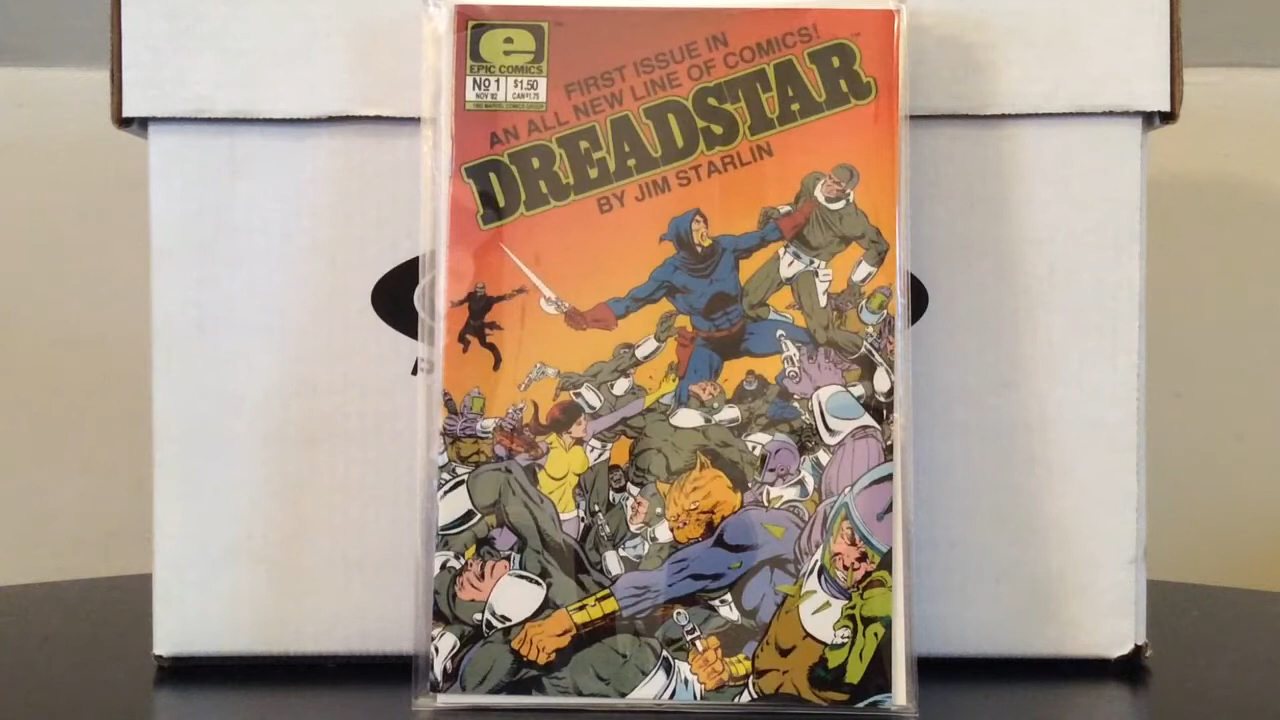 e
EPIC COMICS
No 1
NOV '82
$1.50
CAN $1.75
FIRST ISSUE IN
AN ALL NEW LINE OF COMICS!
DREADSTAR™
BY JIM STARLIN